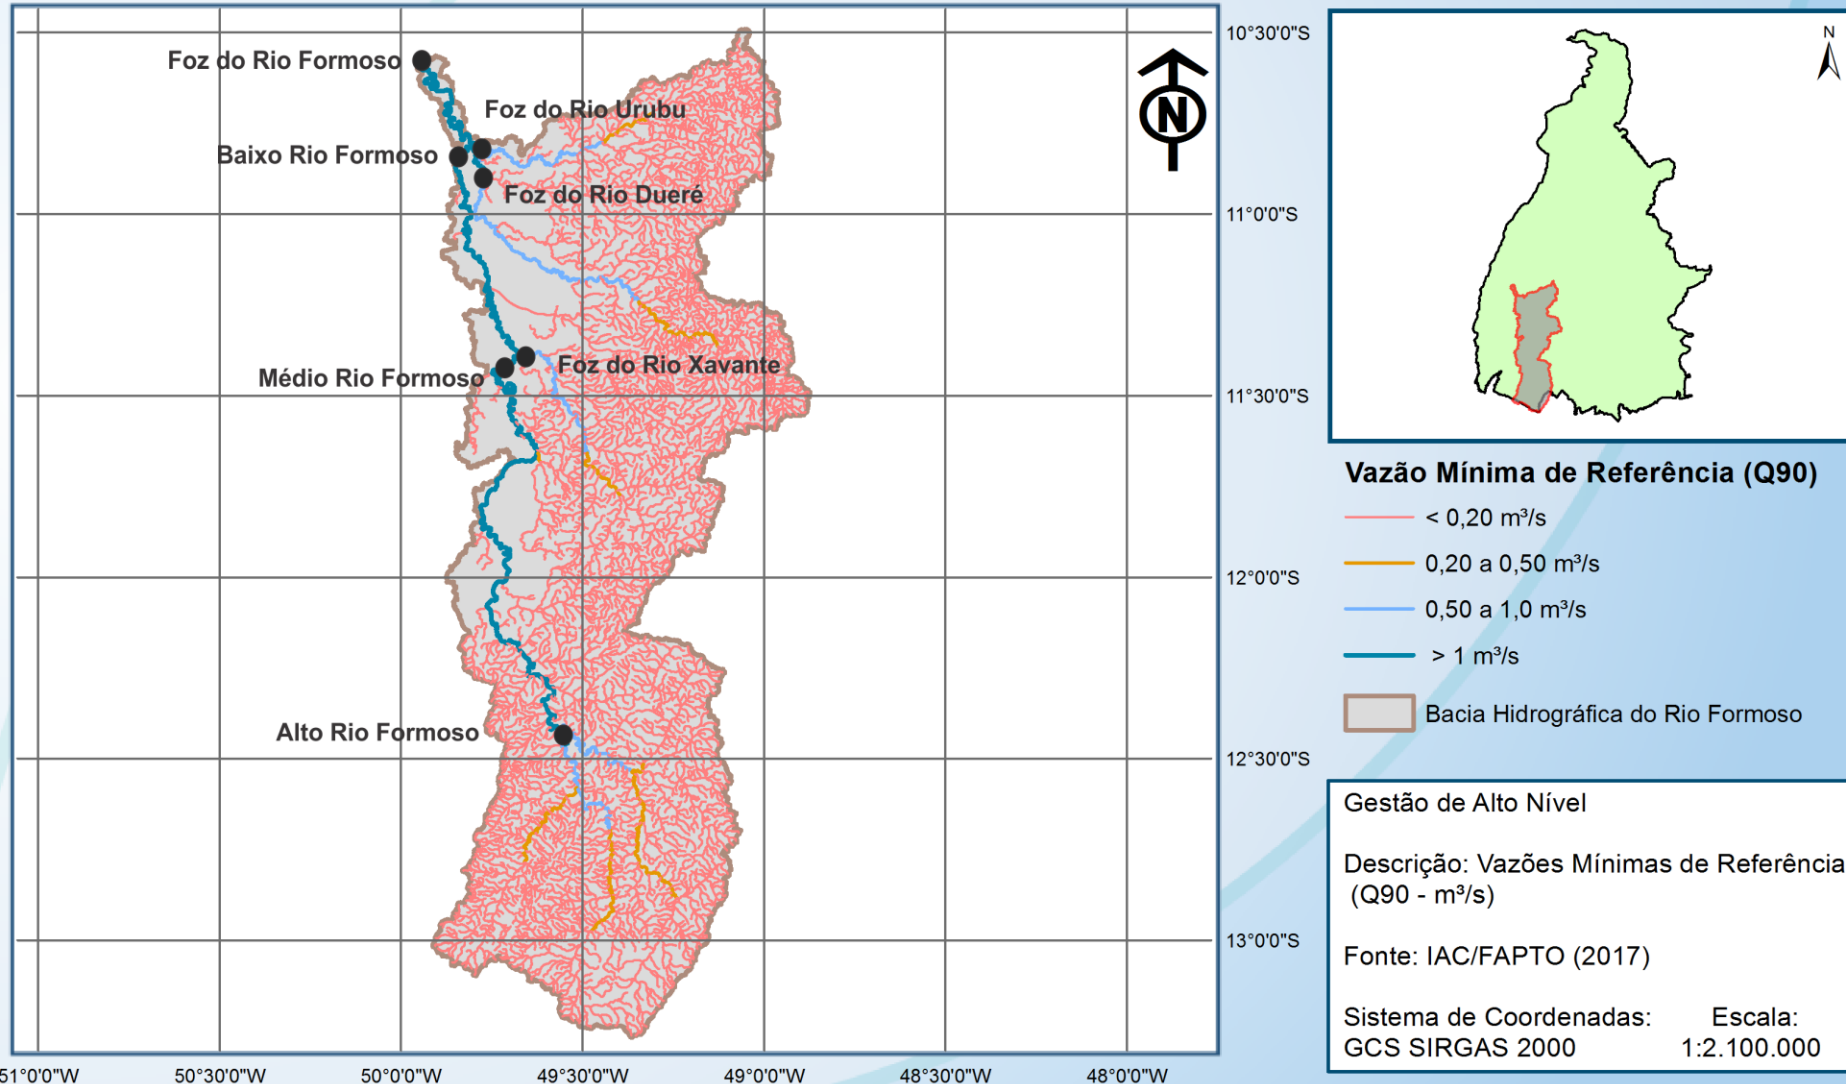 Foz do Rio Formoso
Foz do Rio Urubu
Baixo Rio Formoso
Foz do Rio Dueré
Foz do Rio Xavante
Médio Rio Formoso
Alto Rio Formoso
N
10°30'0"S
11°0'0"S
11°30'0"S
12°0'0"S
12°30'0"S
13°0'0"S
51°0'0"W
50°30'0"W
50°0'0"W
49°30'0"W
49°0'0"W
48°30'0"W
48°0'0"W
N
Vazão Mínima de Referência (Q90)
< 0,20 m³/s
0,20 a 0,50 m³/s
0,50 a 1,0 m³/s
> 1 m³/s
Bacia Hidrográfica do Rio Formoso
Gestão de Alto Nível
Descrição: Vazões Mínimas de Referência
(Q90 - m³/s)
Fonte: IAC/FAPTO (2017)
Sistema de Coordenadas: Escala:
GCS SIRGAS 2000 1:2.100.000